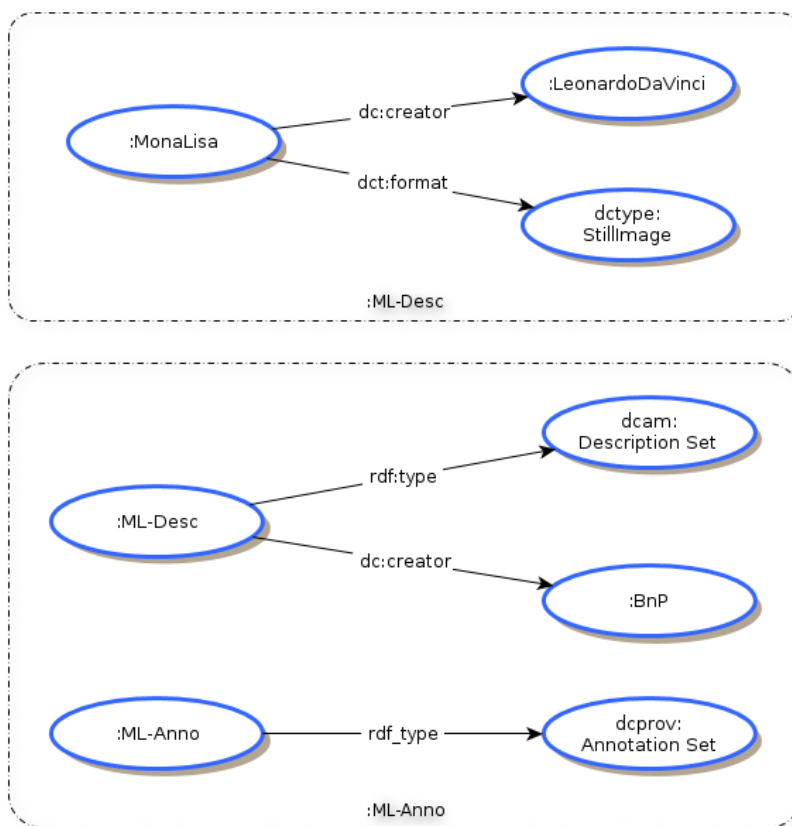 :MonaLisa
dc:creator
:LeonardoDaVinci
dct:format
dctype:
StillImage
:ML-Desc
:ML-Desc
rdf:type
dcam:
Description Set
dc:creator
:BnP
:ML-Anno
rdf_type
dcprov:
Annotation Set
:ML-Anno